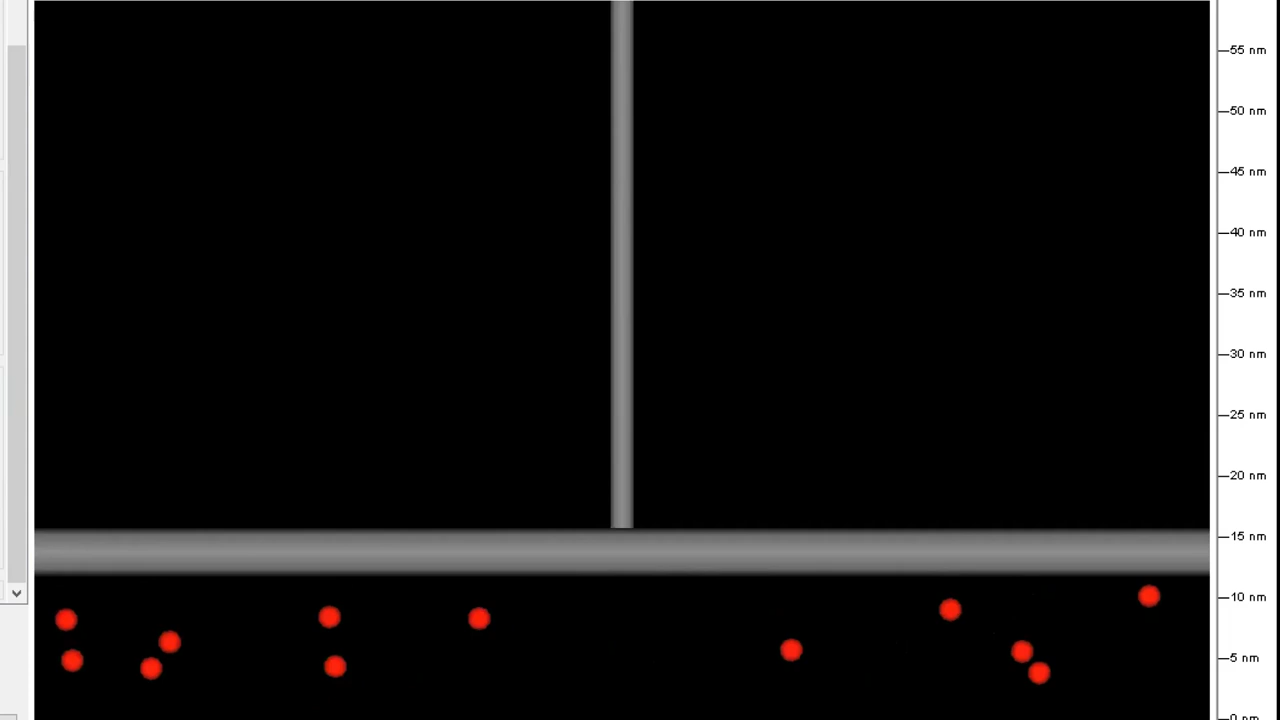 55 nm
50 nm
45 nm
40 nm
35 nm
30 nm
25 nm
20 nm
15 nm
10 nm
5 nm
0 nm